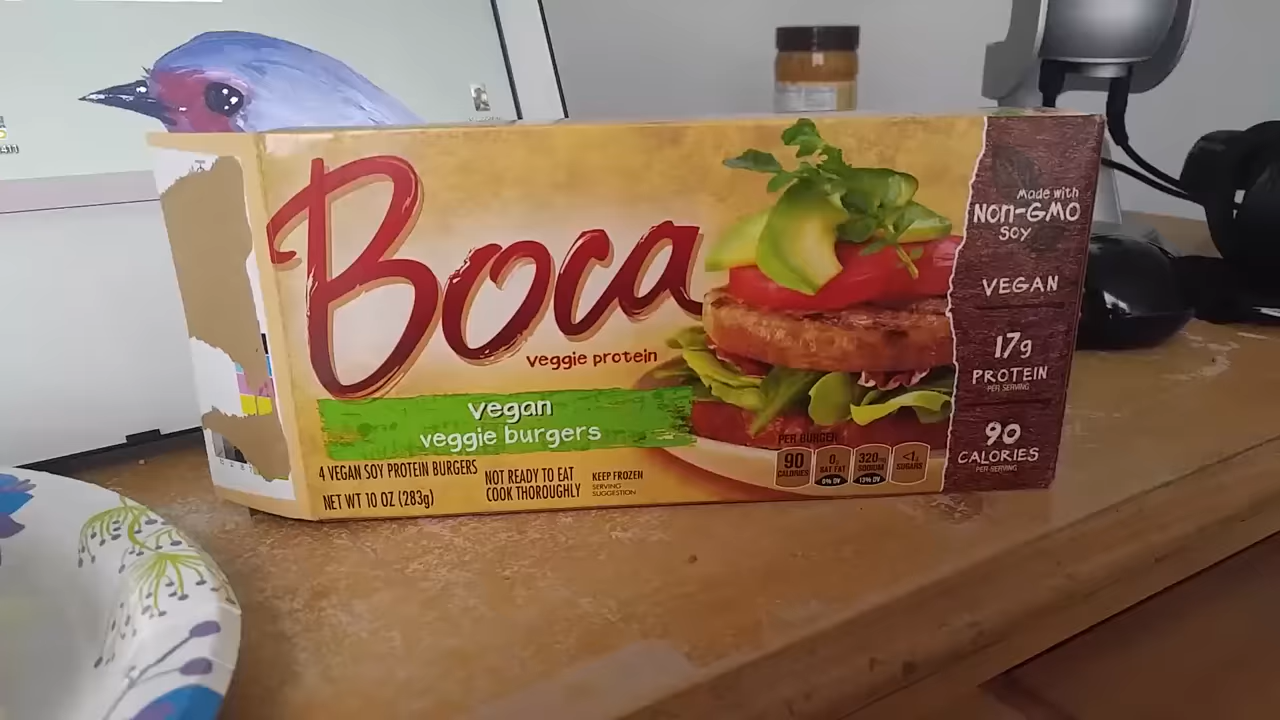 Boca
veggie protein
vegan
veggie burgers
4 VEGAN SOY PROTEIN BURGERS
NET WT 10 OZ (283g)
NOT READY TO EAT
COOK THOROUGHLY
KEEP FROZEN
SERVING
SUGGESTION
PER BURGER
90
CALORIES
0g
SAT FAT
0% DV
320mg
SODIUM
13% DV
<1g
SUGARS
Made with
Non-GMO
SOY
VEGAN
17g
PROTEIN
PER SERVING
90
CALORIES
PER SERVING